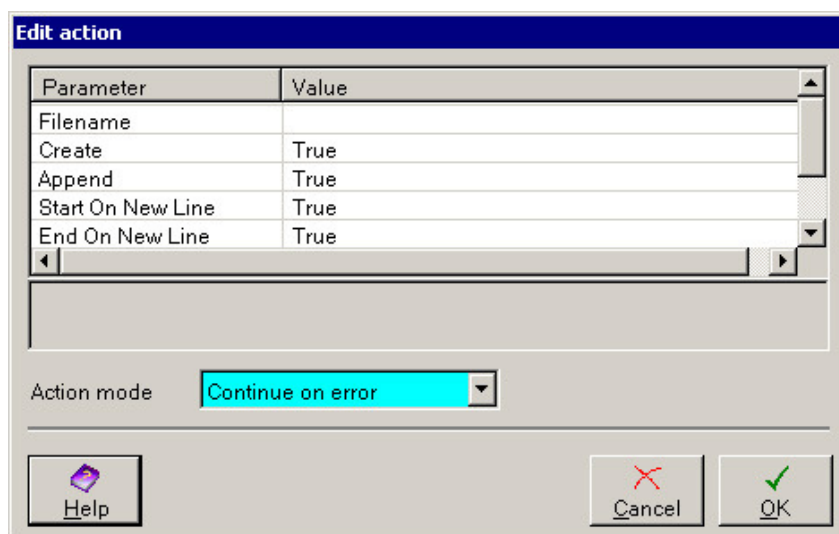 Edit action
Parameter Value
Filename
Create True
Append True
Start On New Line True
End On New Line True
Action mode Continue on error
Help Cancel OK